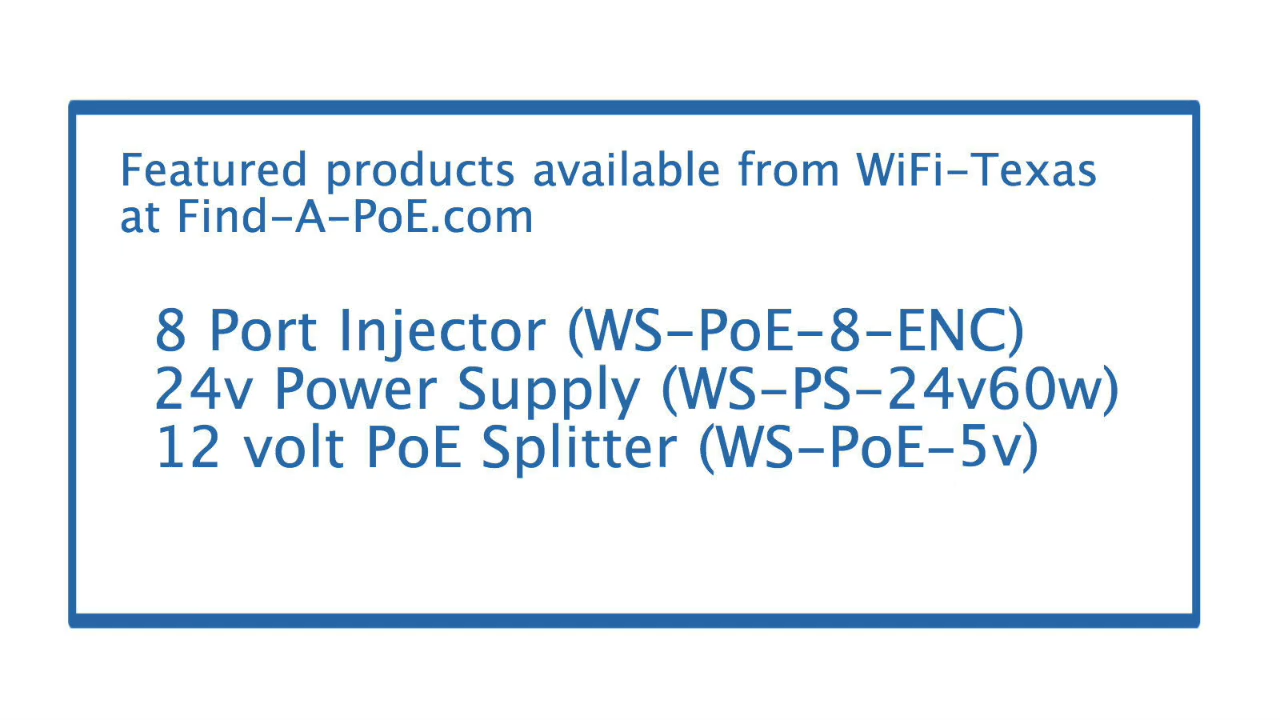 Featured products available from WiFi-Texas
at Find-A-PoE.com
8 Port Injector (WS-PoE-8-ENC)
24v Power Supply (WS-PS-24v60w)
12 volt PoE Splitter (WS-PoE-5v)